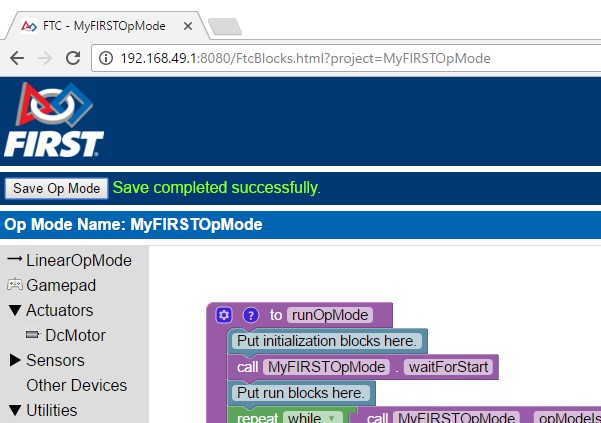 FTC - MyFIRSTOpMode
192.168.49.1:8080/FtcBlocks.html?project=MyFIRSTOpMode
FIRST
Save Op Mode Save completed successfully.
Op Mode Name: MyFIRSTOpMode
LinearOpMode
Gamepad
Actuators
DcMotor
Sensors
Other Devices
Utilities
? to runOpMode
Put initialization blocks here.
call MyFIRSTOpMode . waitForStart
Put run blocks here.
repeat while call MyFIRSTOpMode . opModeIs